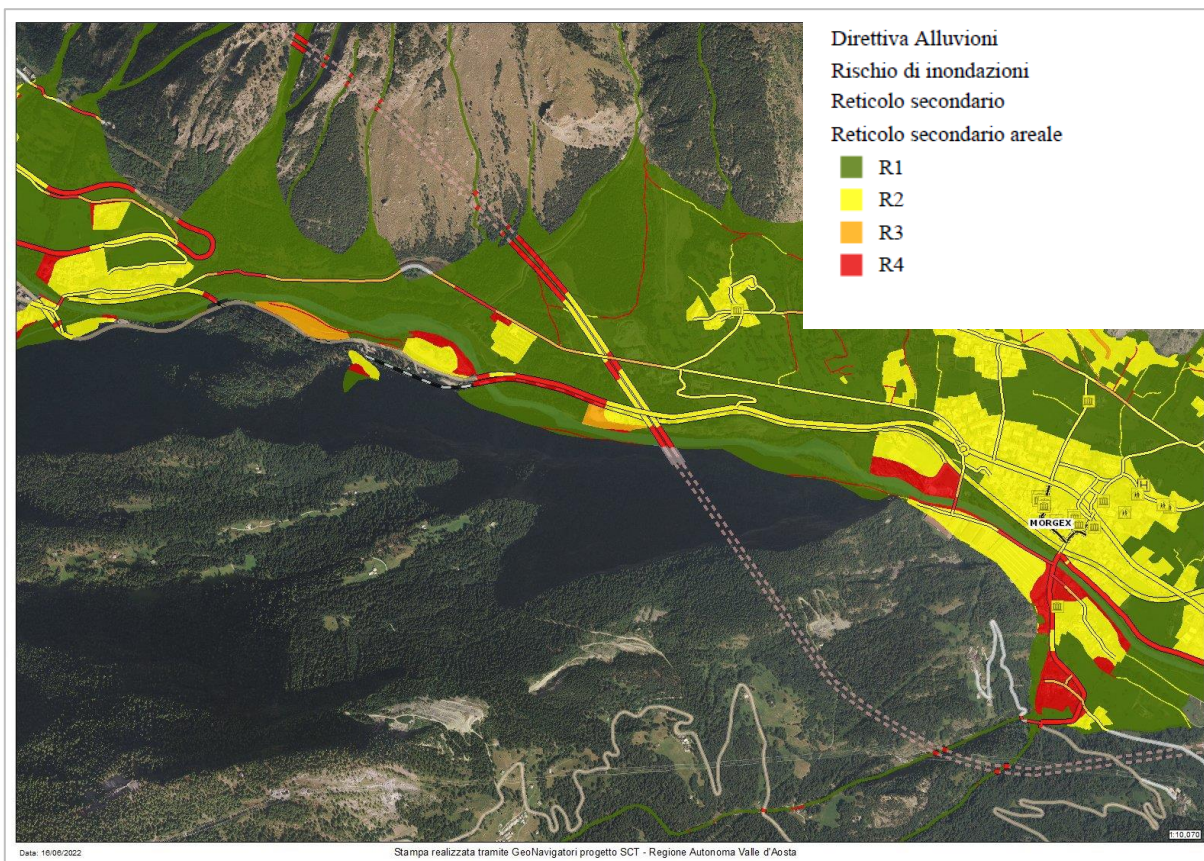 Direttiva Alluvioni
Rischio di inondazioni
Reticolo secondario
Reticolo secondario areale
R1
R2
R3
R4
H
MORGEX
1:10,070
Data: 16/06/2022
Stampa realizzata tramite GeoNavigatori progetto SCT - Regione Autonoma Valle d'Aosta